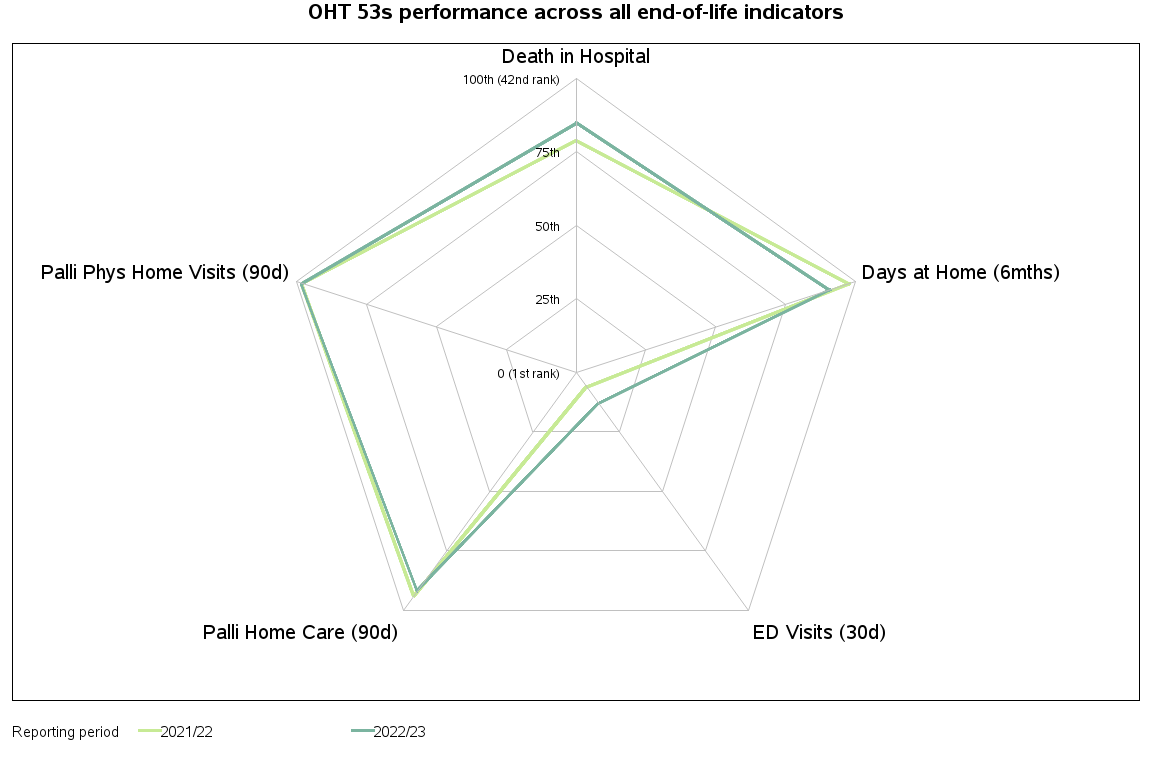 OHT 53s performance across all end-of-life indicators
Death in Hospital
100th (42nd rank)
75th
50th
25th
0 (1st rank)
Palli Phys Home Visits (90d)
Days at Home (6mths)
Palli Home Care (90d)
ED Visits (30d)
Reporting period 2021/22 2022/23